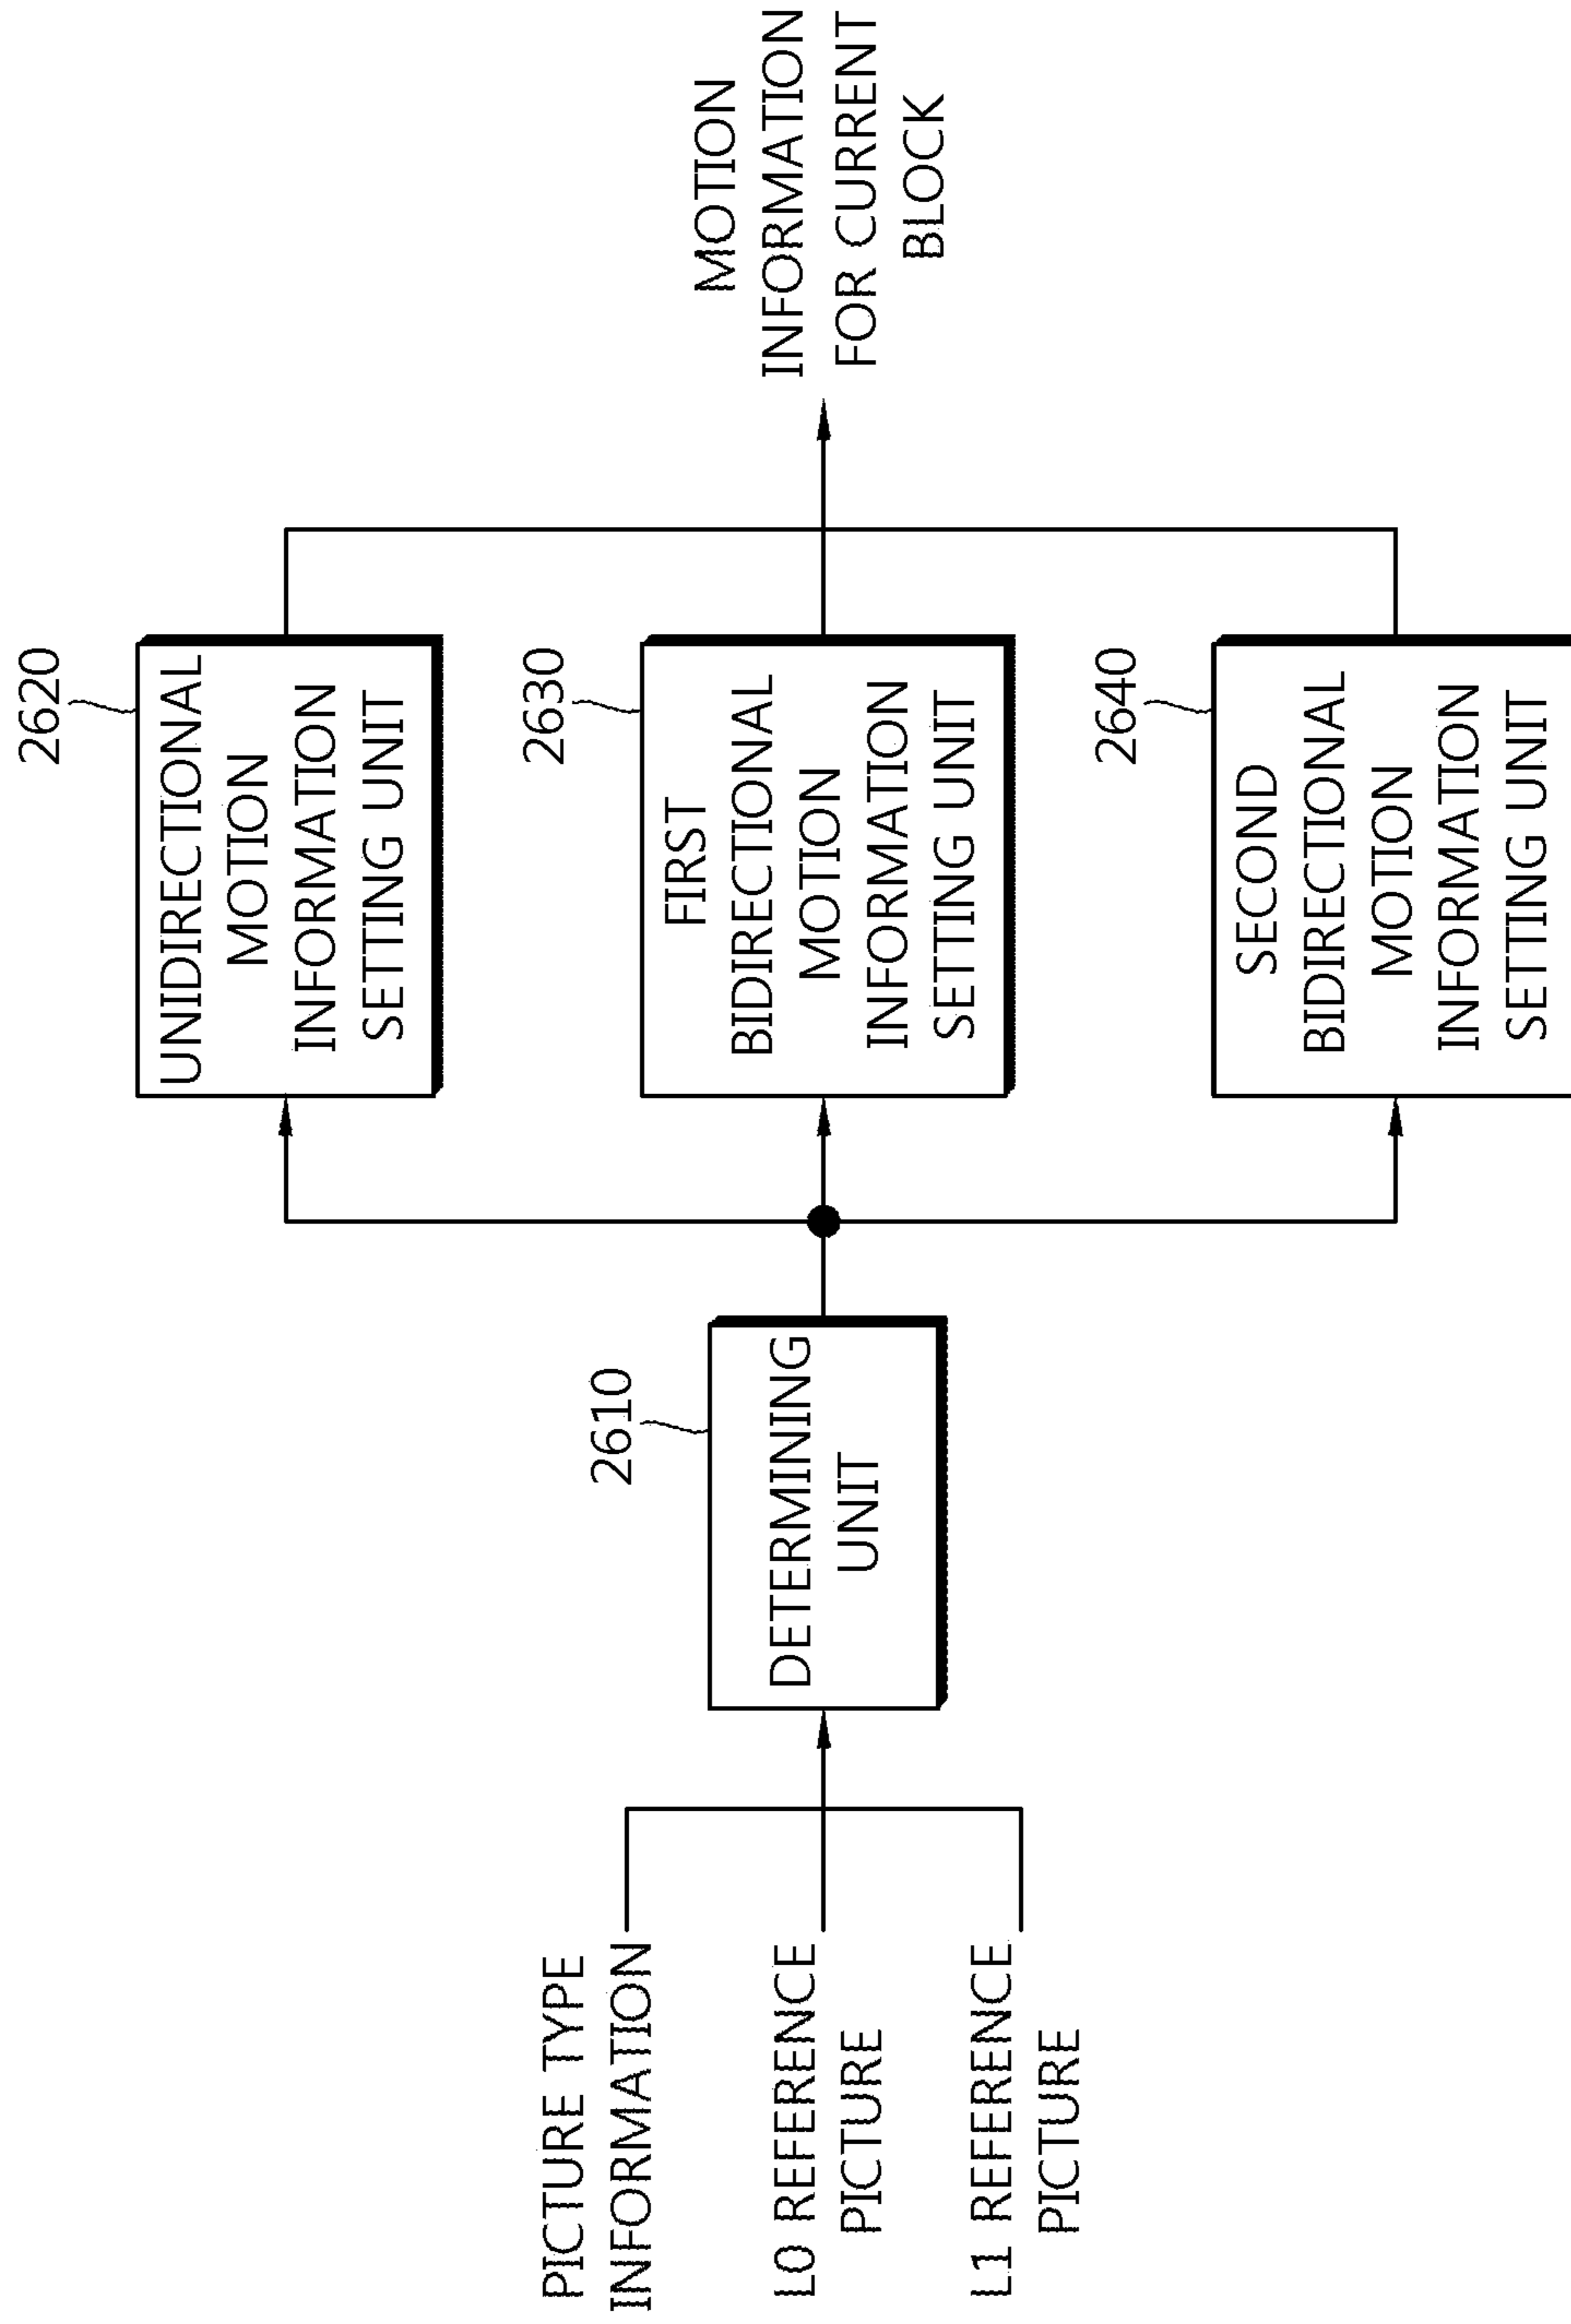 PICTURE TYPE
INFORMATION
L0 REFERENCE
PICTURE
L1 REFERENCE
PICTURE
2610
DETERMINING
UNIT
2620
UNIDIRECTIONAL
MOTION
INFORMATION
SETTING UNIT
2630
FIRST
BIDIRECTIONAL
MOTION
INFORMATION
SETTING UNIT
2640
SECOND
BIDIRECTIONAL
MOTION
INFORMATION
SETTING UNIT
MOTION
INFORMATION
FOR CURRENT
BLOCK